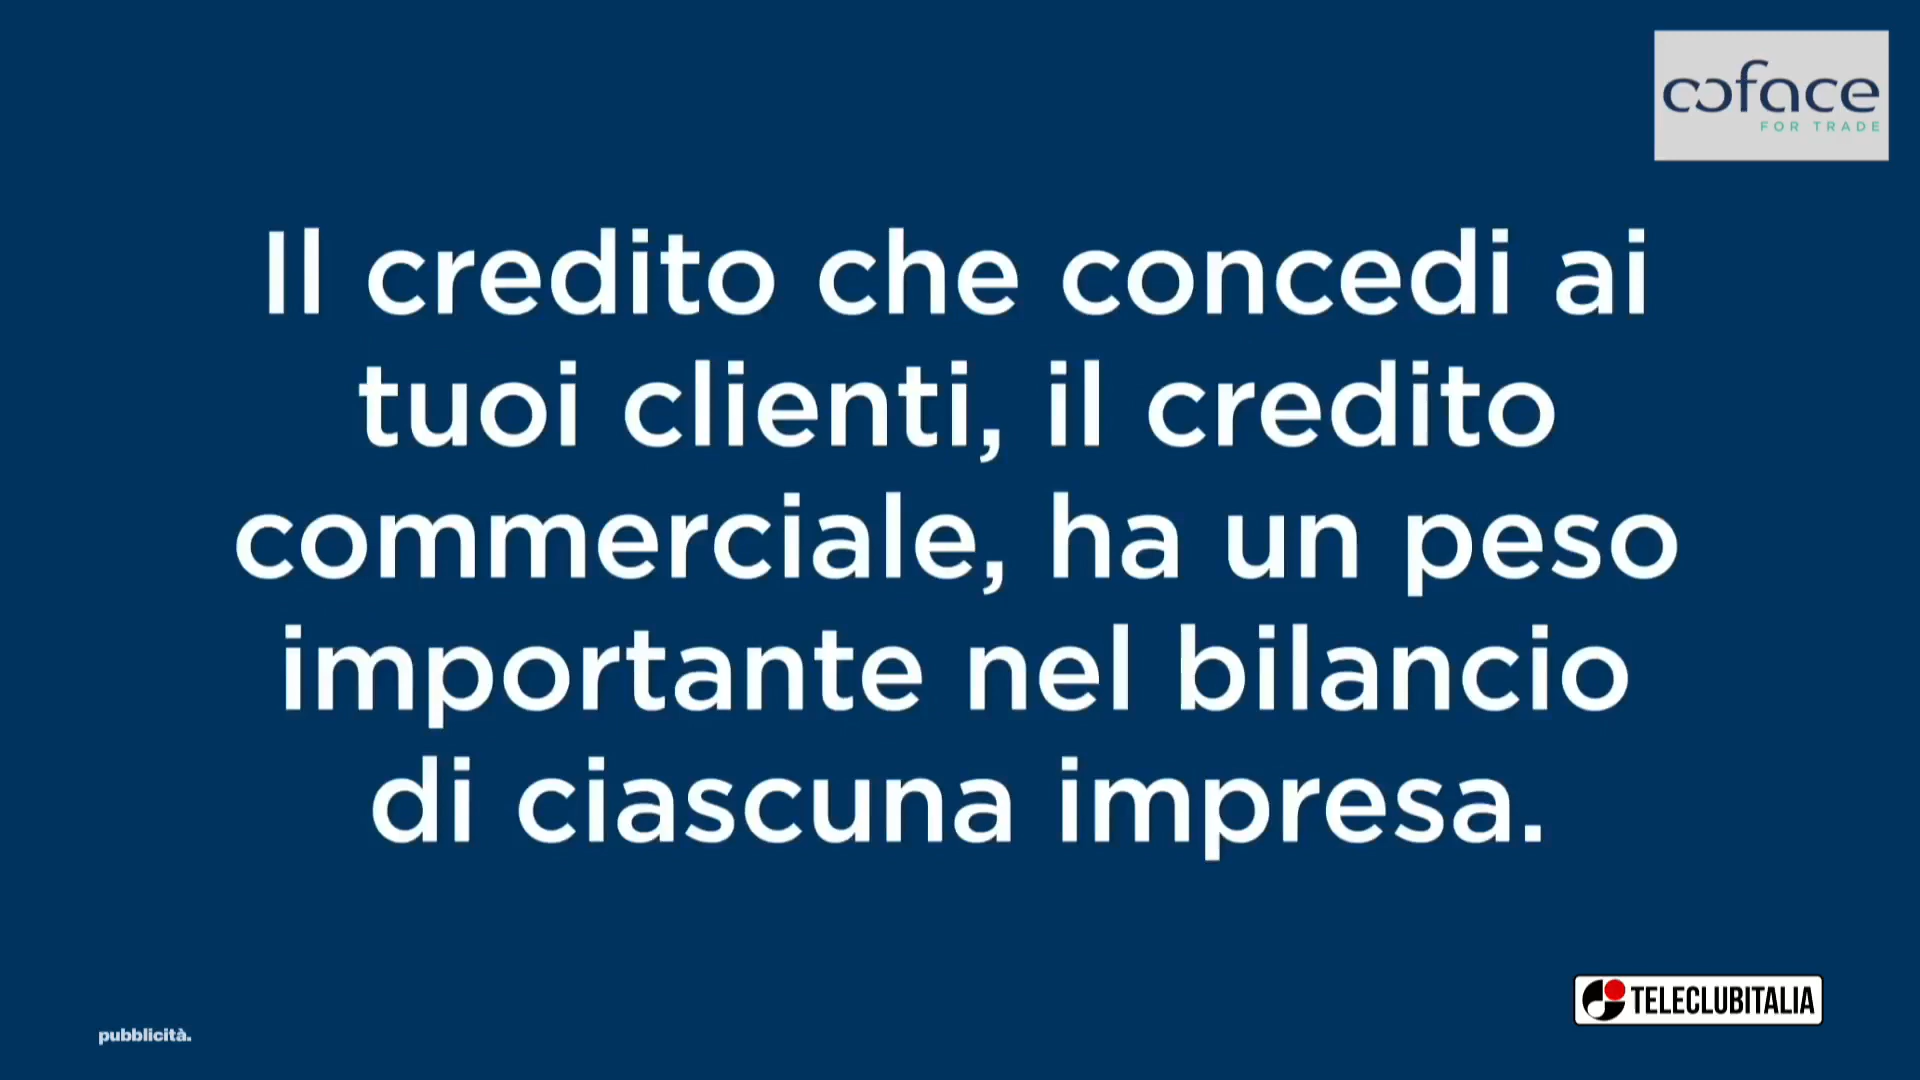 coface
FOR TRADE
Il credito che concedi ai
tuoi clienti, il credito
commerciale, ha un peso
importante nel bilancio
di ciascuna impresa.
TELECLUBITALIA
pubblicità.